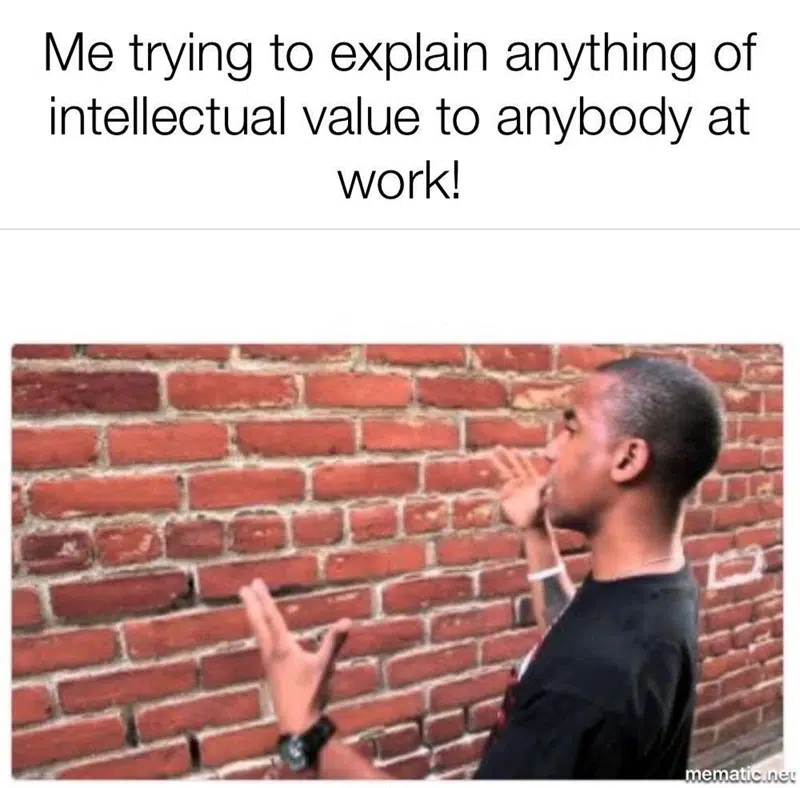 Me trying to explain anything of
intellectual value to anybody at
work!
mematic.net